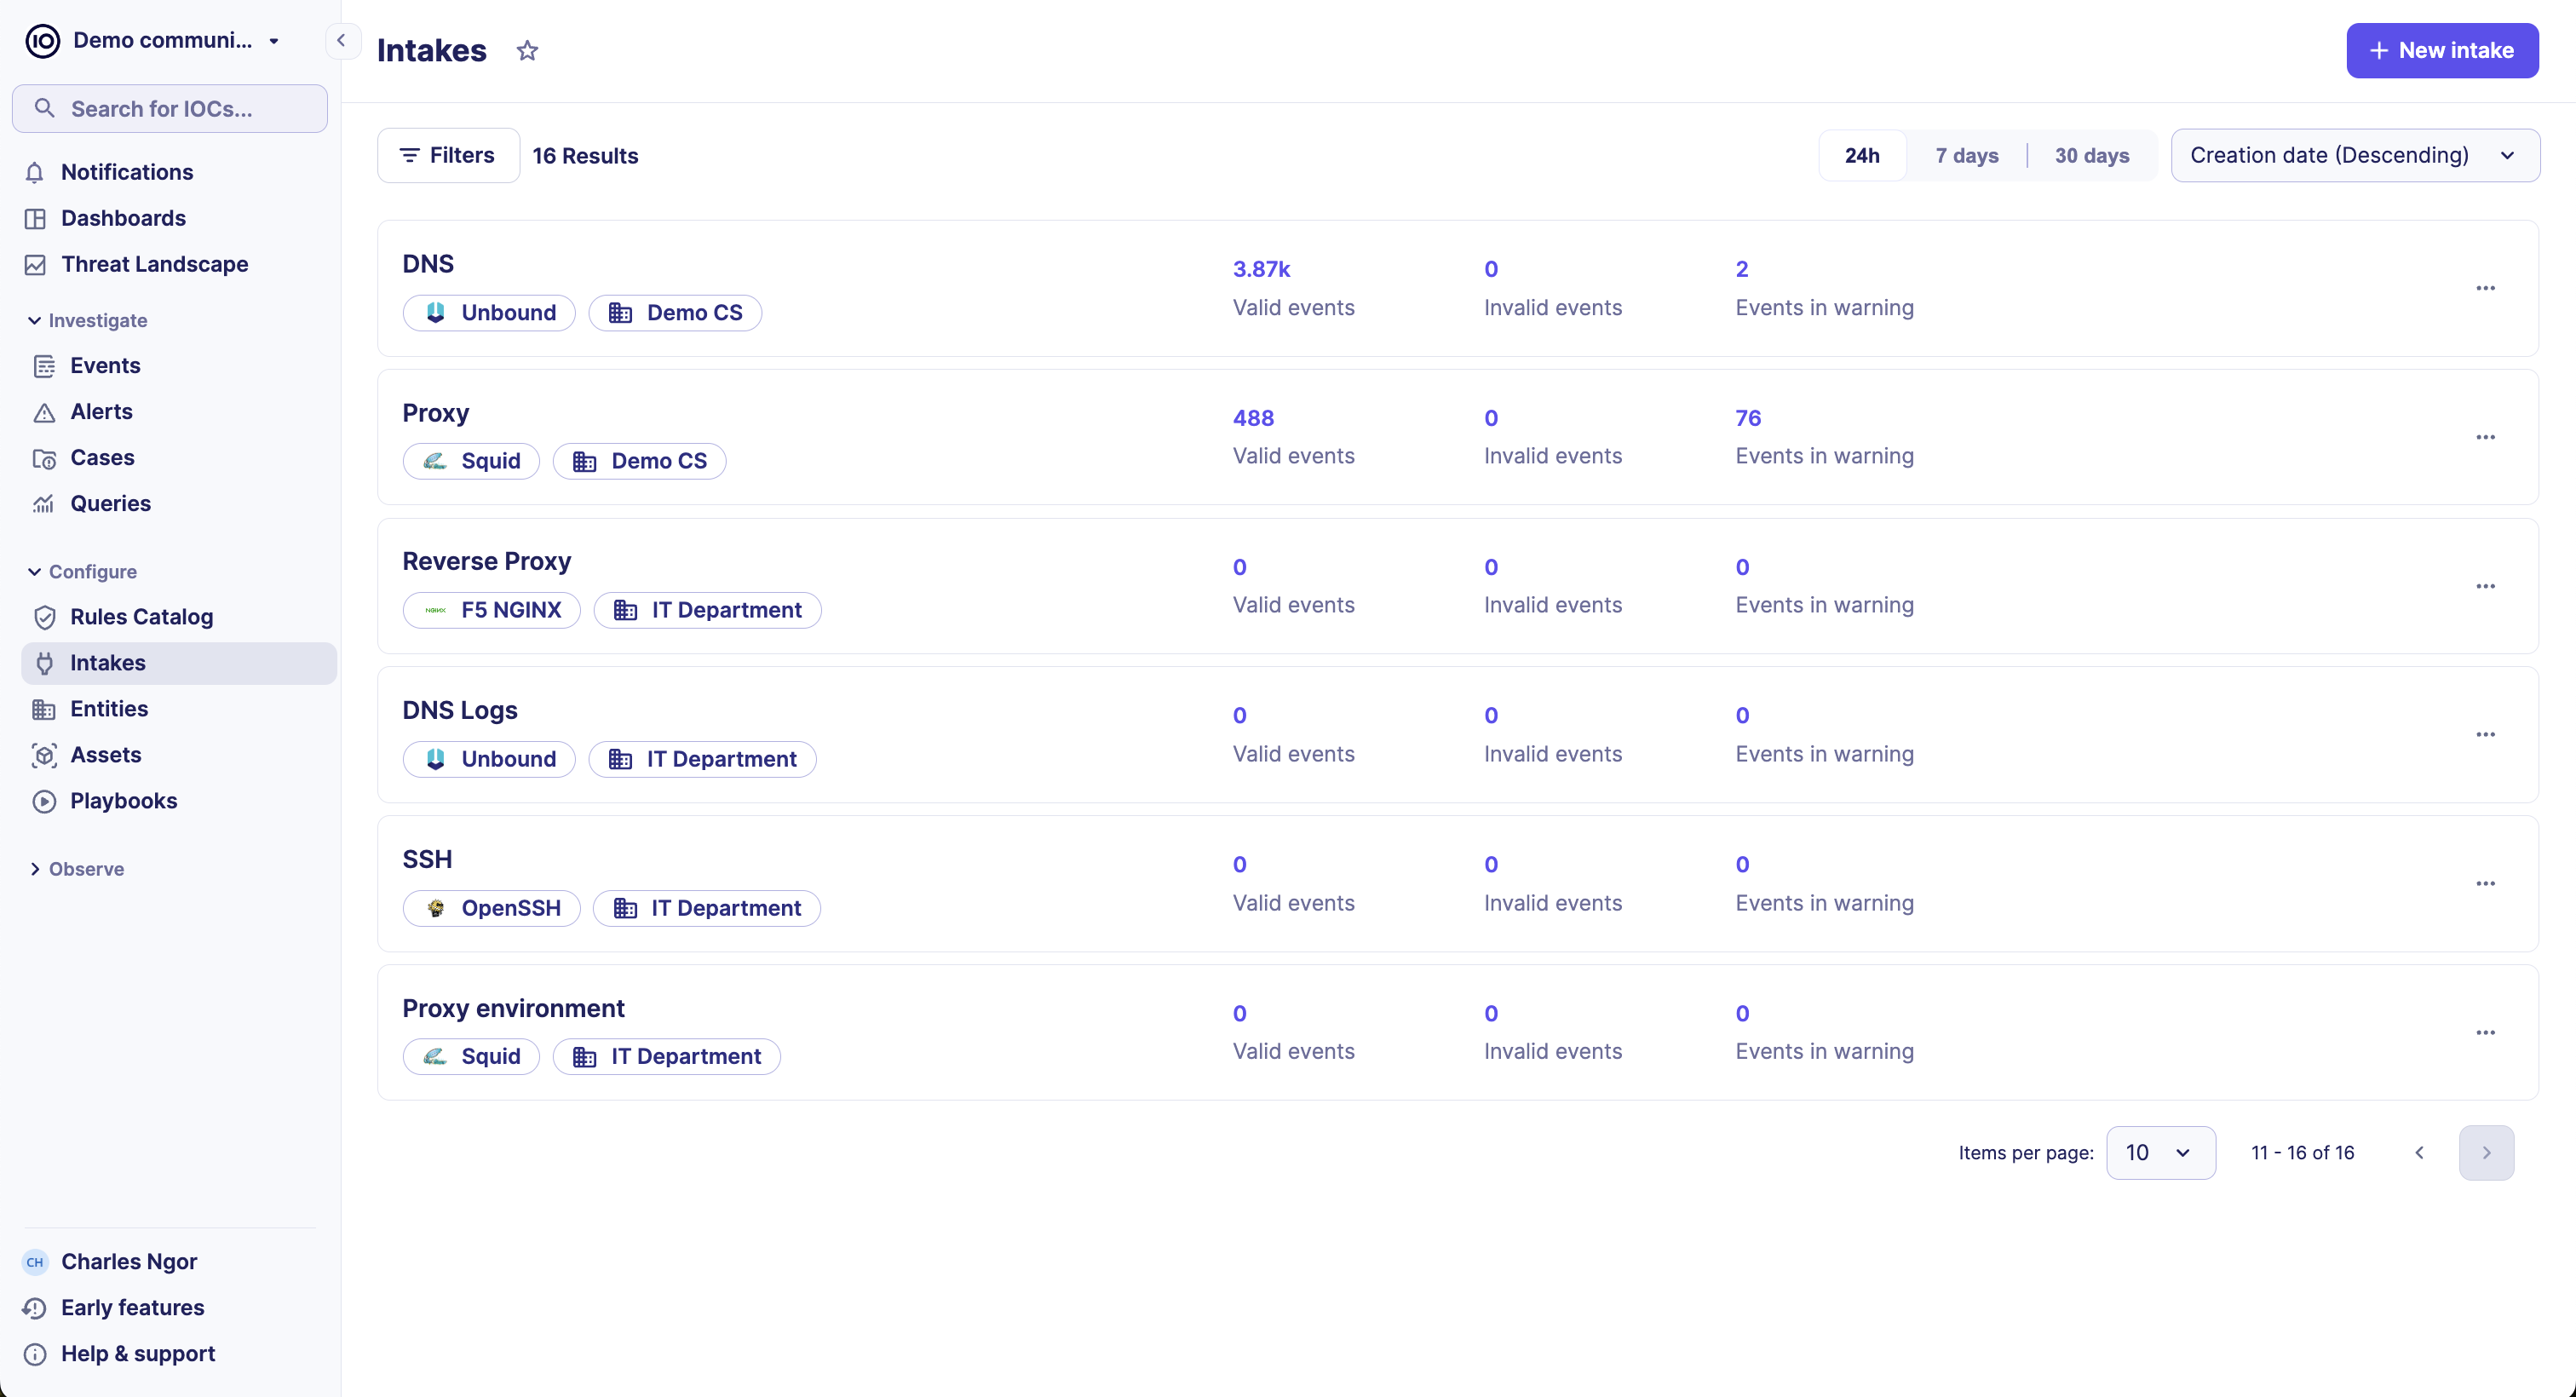 Demo communi...
Search for IOCs...
Notifications
Dashboards
Threat Landscape
Investigate
Events
Alerts
Cases
Queries
Configure
Rules Catalog
Intakes
Entities
Assets
Playbooks
Observe
CH Charles Ngor
Early features
Help & support
Intakes
+ New intake
Filters 16 Results 24h 7 days 30 days Creation date (Descending)
DNS
Unbound Demo CS
3.87k 0 2
Valid events Invalid events Events in warning
Proxy
Squid Demo CS
488 0 76
Valid events Invalid events Events in warning
Reverse Proxy
NGINX F5 NGINX IT Department
0 0 0
Valid events Invalid events Events in warning
DNS Logs
Unbound IT Department
0 0 0
Valid events Invalid events Events in warning
SSH
OpenSSH IT Department
0 0 0
Valid events Invalid events Events in warning
Proxy environment
Squid IT Department
0 0 0
Valid events Invalid events Events in warning
Items per page: 10 11 - 16 of 16